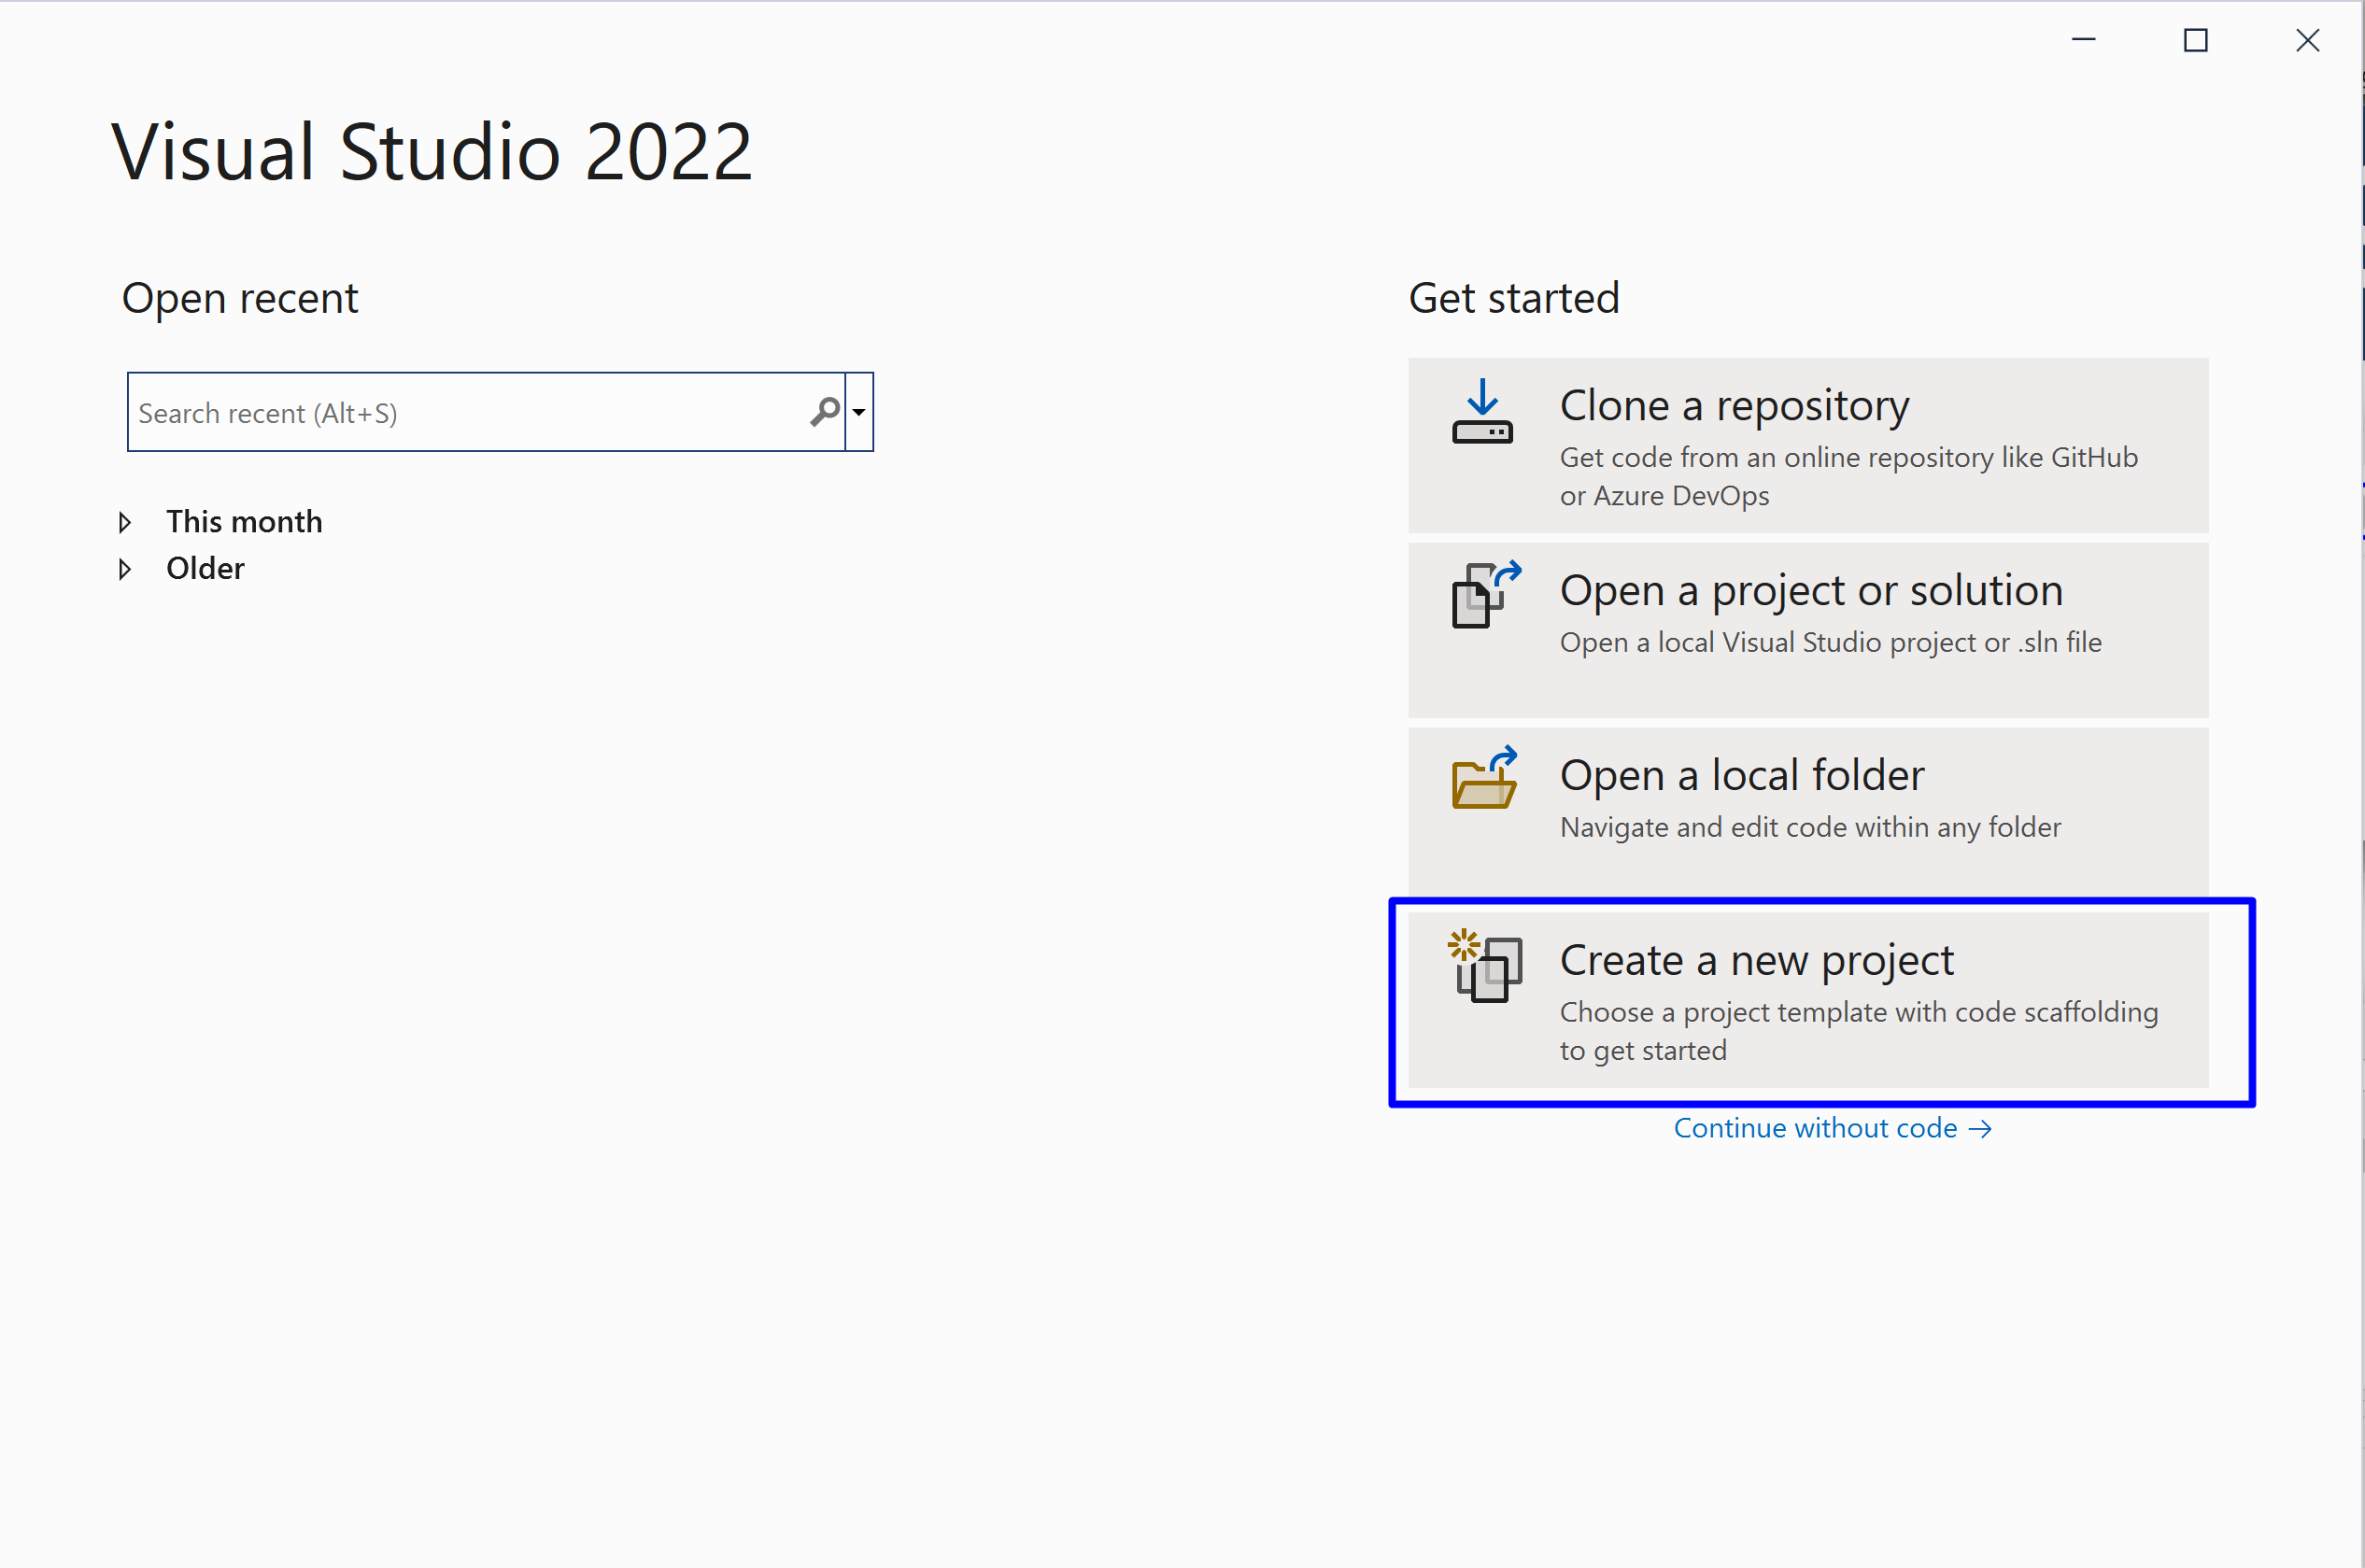 Visual Studio 2022
Open recent
Search recent (Alt+S)
This month
Older
Get started
Clone a repository
Get code from an online repository like GitHub
or Azure DevOps
Open a project or solution
Open a local Visual Studio project or .sln file
Open a local folder
Navigate and edit code within any folder
Create a new project
Choose a project template with code scaffolding
to get started
Continue without code →